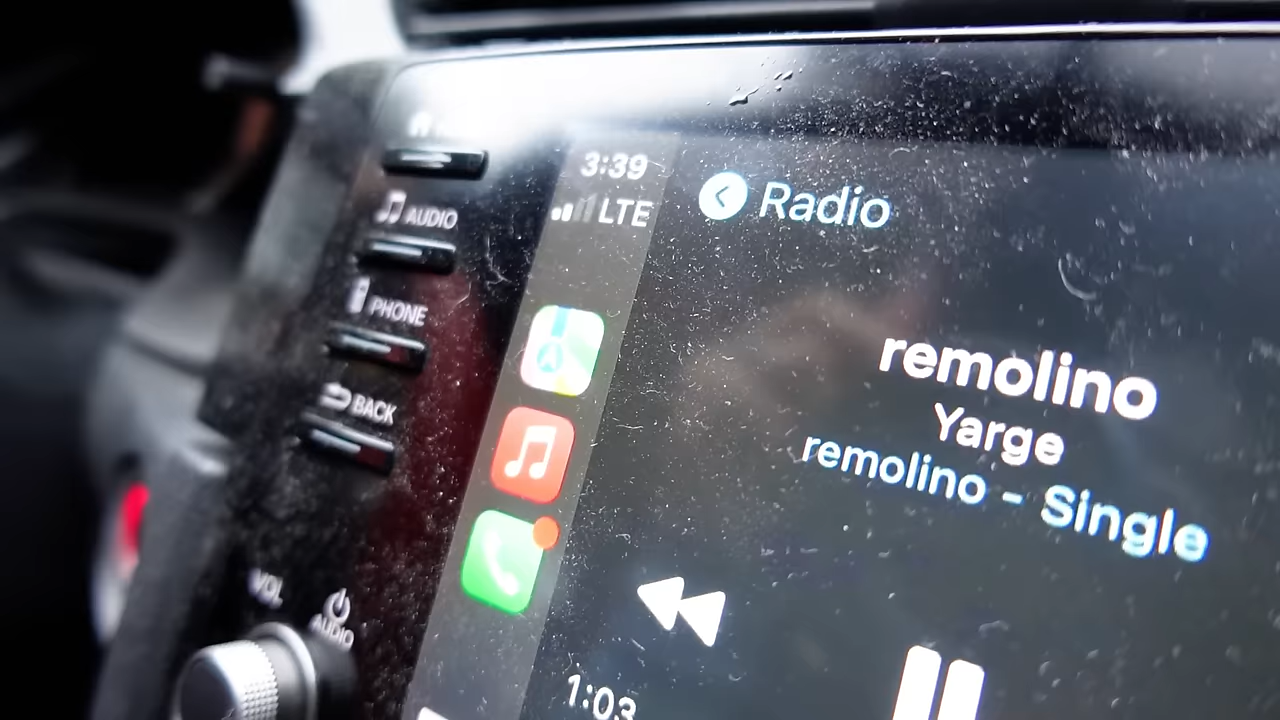 AUDIO
PHONE
BACK
VOL
AUDIO
3:39
LTE
Radio
remolino
Yarge
remolino - Single
1:03